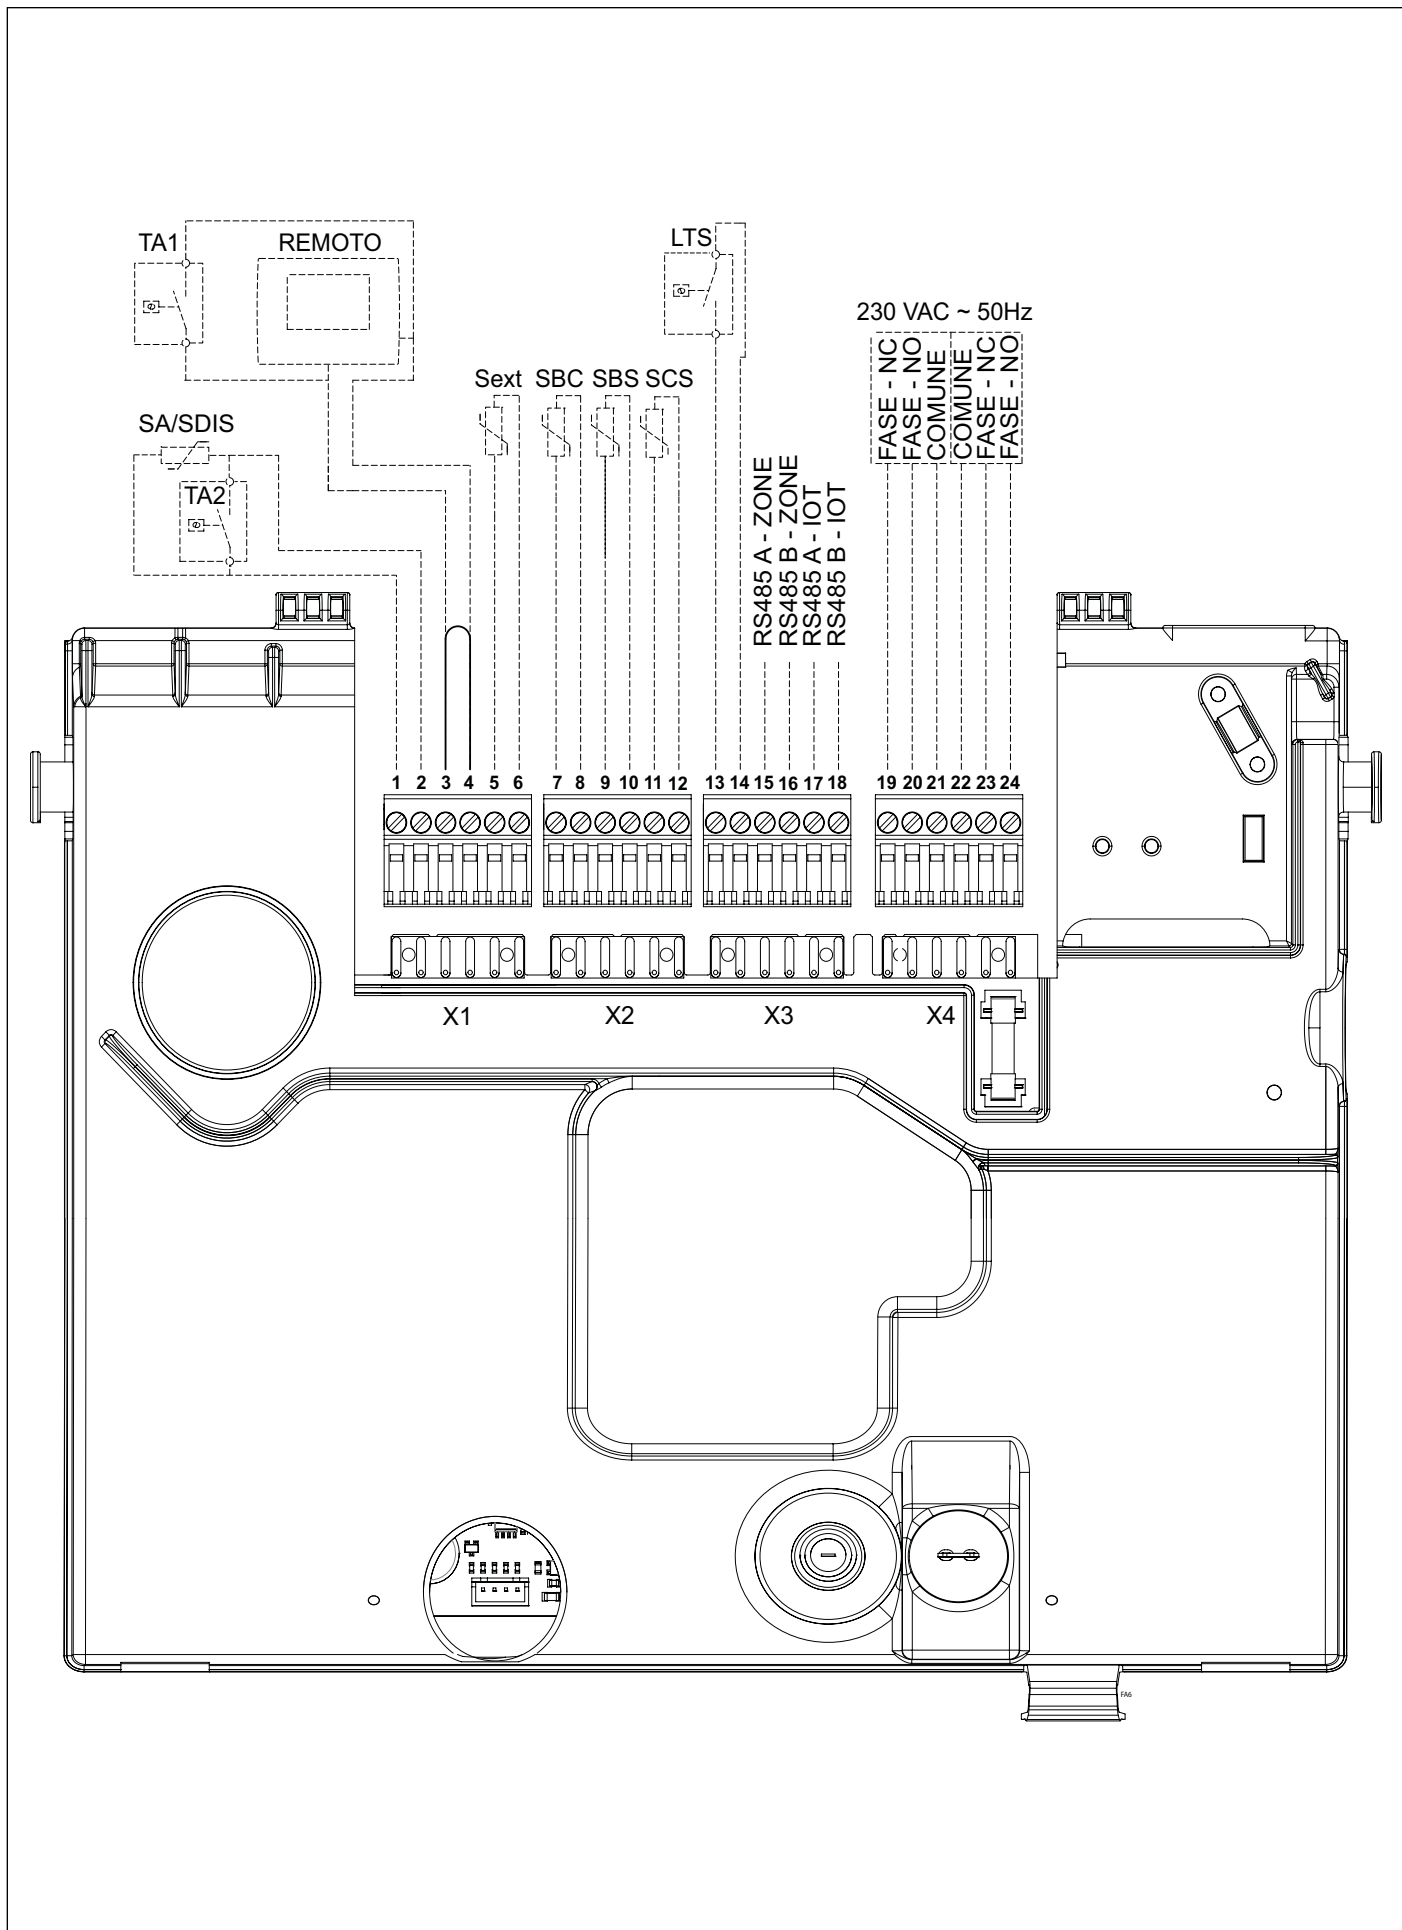 TA1
REMOTO
LTS
230 VAC ~ 50Hz
FASE - NC
FASE - NO
COMUNE
COMUNE
FASE - NC
FASE - NO
Sext
SBC
SBS
SCS
SA/SDIS
TA2
RS485 A - ZONE
RS485 B - ZONE
RS485 A - IOT
RS485 B - IOT
1 2 3 4 5 6 7 8 9 10 11 12 13 14 15 16 17 18 19 20 21 22 23 24
X1 X2 X3 X4
FA6